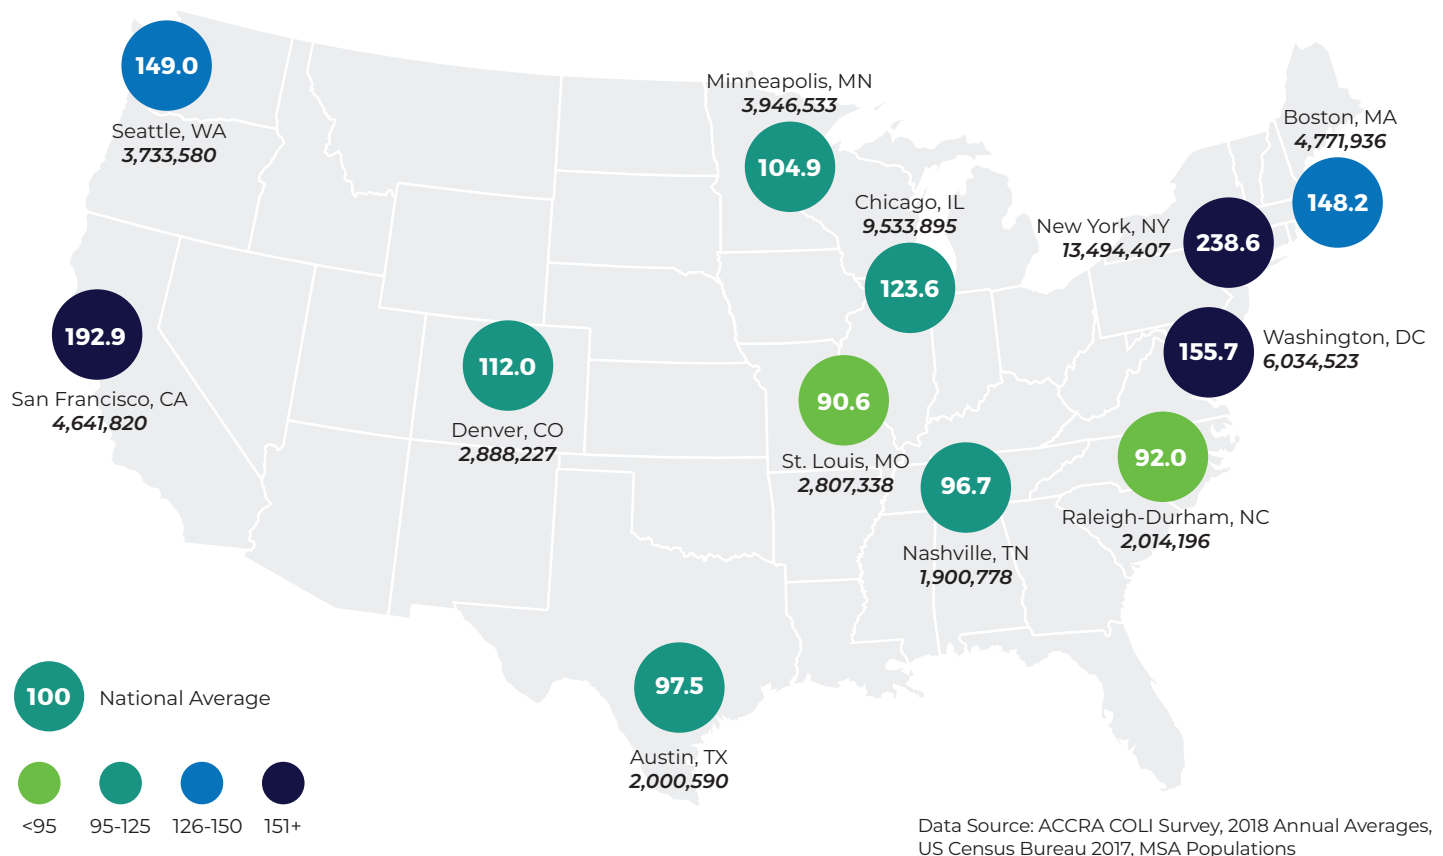 149.0
Seattle, WA
3,733,580
Minneapolis, MN
3,946,533
104.9
Boston, MA
4,771,936
148.2
Chicago, IL
9,533,895
123.6
New York, NY
13,494,407
238.6
192.9
San Francisco, CA
4,641,820
112.0
Denver, CO
2,888,227
155.7
Washington, DC
6,034,523
90.6
St. Louis, MO
2,807,338
96.7
Nashville, TN
1,900,778
92.0
Raleigh-Durham, NC
2,014,196
97.5
Austin, TX
2,000,590
100
National Average
<95
95-125
126-150
151+
Data Source: ACCRA COLI Survey, 2018 Annual Averages,
US Census Bureau 2017, MSA Populations